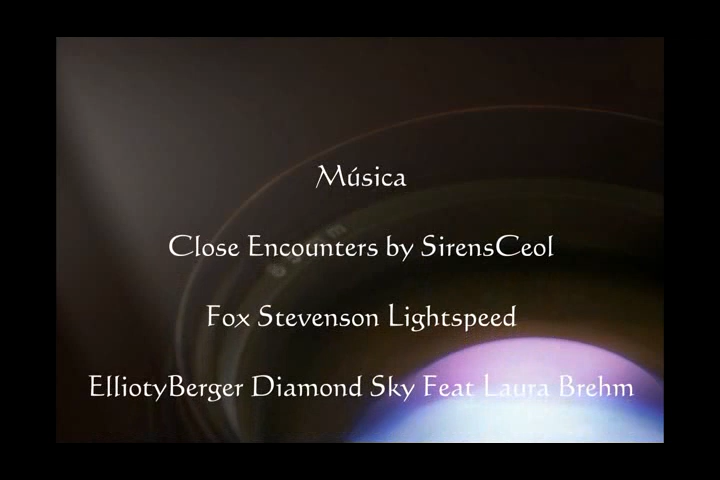 Música
Close Encounters by SirensCeol
Fox Stevenson Lightspeed
ElliotyBerger Diamond Sky Feat Laura Brehm